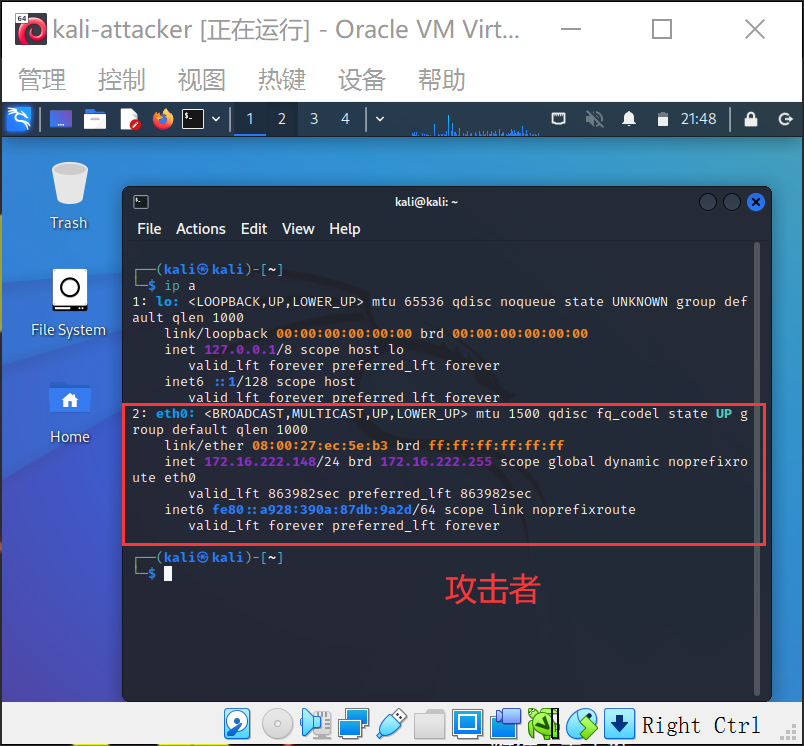 64
kali-attacker [正在运行] - Oracle VM Virt...
管理 控制 视图 热键 设备 帮助
1 2 3 4 21:48
Trash
File System
Home
kali@kali: ~
File Actions Edit View Help
┌──(kali㉿kali)-[~]
└─$ ip a
1: lo: <LOOPBACK,UP,LOWER_UP> mtu 65536 qdisc noqueue state UNKNOWN group def
ault qlen 1000
link/loopback 00:00:00:00:00:00 brd 00:00:00:00:00:00
inet 127.0.0.1/8 scope host lo
valid_lft forever preferred_lft forever
inet6 ::1/128 scope host
valid_lft forever preferred_lft forever
2: eth0: <BROADCAST,MULTICAST,UP,LOWER_UP> mtu 1500 qdisc fq_codel state UP g
roup default qlen 1000
link/ether 08:00:27:ec:5e:b3 brd ff:ff:ff:ff:ff:ff
inet 172.16.222.148/24 brd 172.16.222.255 scope global dynamic noprefixro
ute eth0
valid_lft 863982sec preferred_lft 863982sec
inet6 fe80::a928:390a:87db:9a2d/64 scope link noprefixroute
valid_lft forever preferred_lft forever
┌──(kali㉿kali)-[~]
└─$
攻击者
Right Ctrl